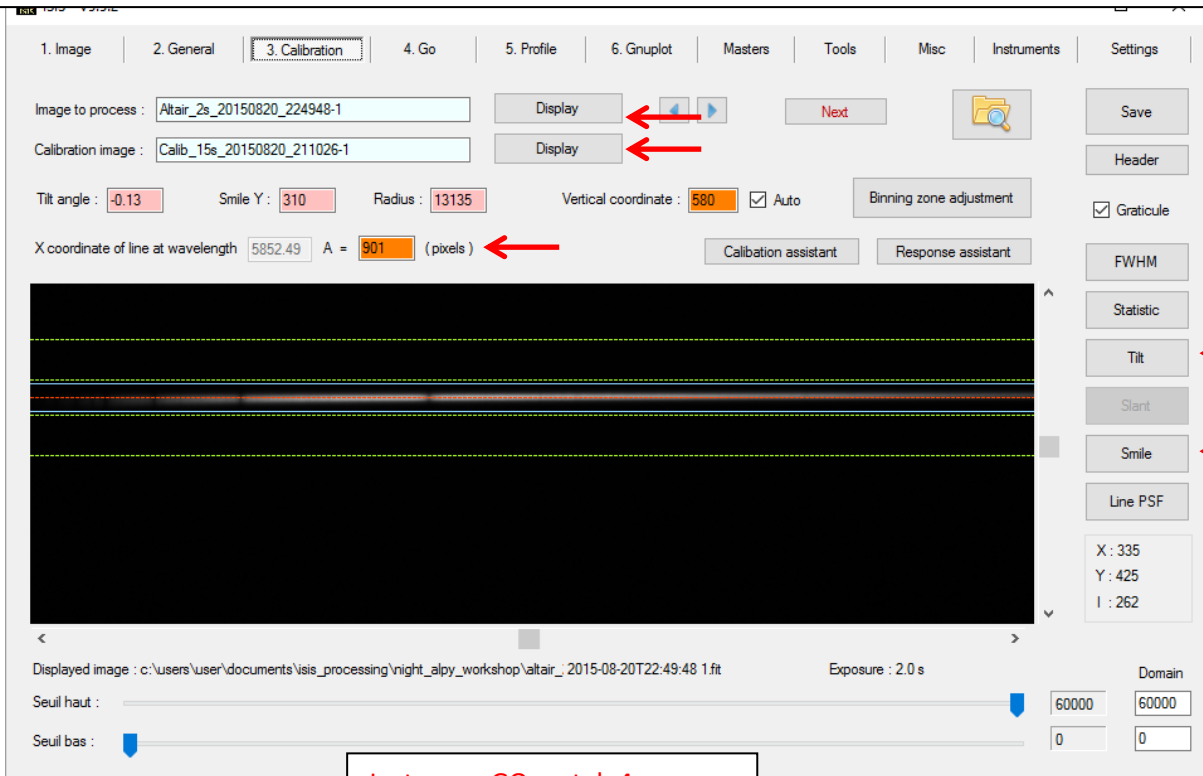 1. Image 2. General 3. Calibration 4. Go 5. Profile 6. Gnuplot Masters Tools Misc Instruments Settings
Image to process : Altair_2s_20150820_224948-1 Display Next Save
Calibration image : Calib_15s_20150820_211026-1 Display Header
Tilt angle : -0.13 Smile Y : 310 Radius : 13135 Vertical coordinate : 580 Auto Binning zone adjustment Graticule
X coordinate of line at wavelength 5852.49 A = 901 ( pixels ) Calibation assistant Response assistant FWHM
Statistic
Tilt
Slant
Smile
Line PSF
X : 335
Y : 425
I : 262
Displayed image : c:\users\user\documents\isis_processing\night_alpy_workshop\altair_ 2015-08-20T22:49:48 1.fit Exposure : 2.0 s Domain
Seuil haut : 60000 60000
Seuil bas : 0 0